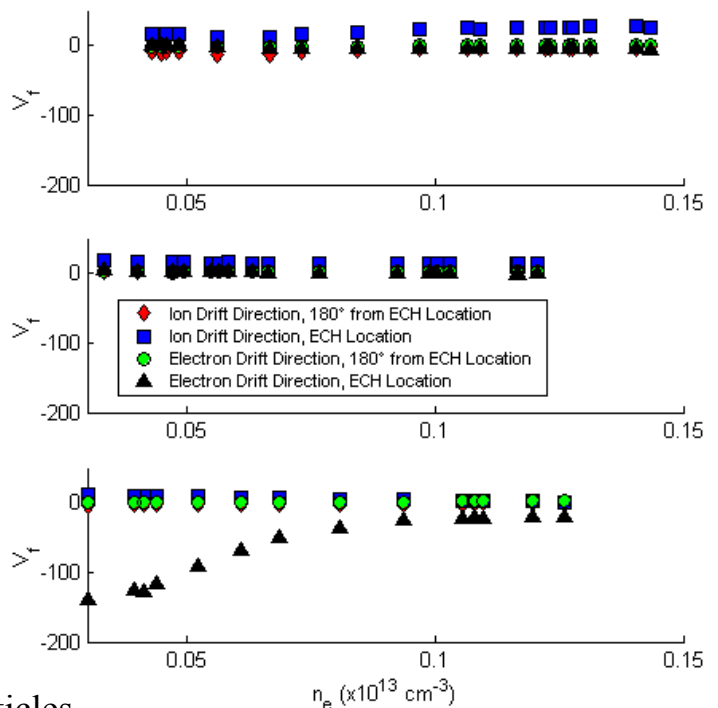 0
-100
-200
V_f
0.05
0.1
0.15
0
-100
-200
V_f
Ion Drift Direction, 180° from ECH Location
Ion Drift Direction, ECH Location
Electron Drift Direction, 180° from ECH Location
Electron Drift Direction, ECH Location
0.05
0.1
0.15
0
-100
-200
V_f
0.05
0.1
0.15
n_e (x10^13 cm^-3)